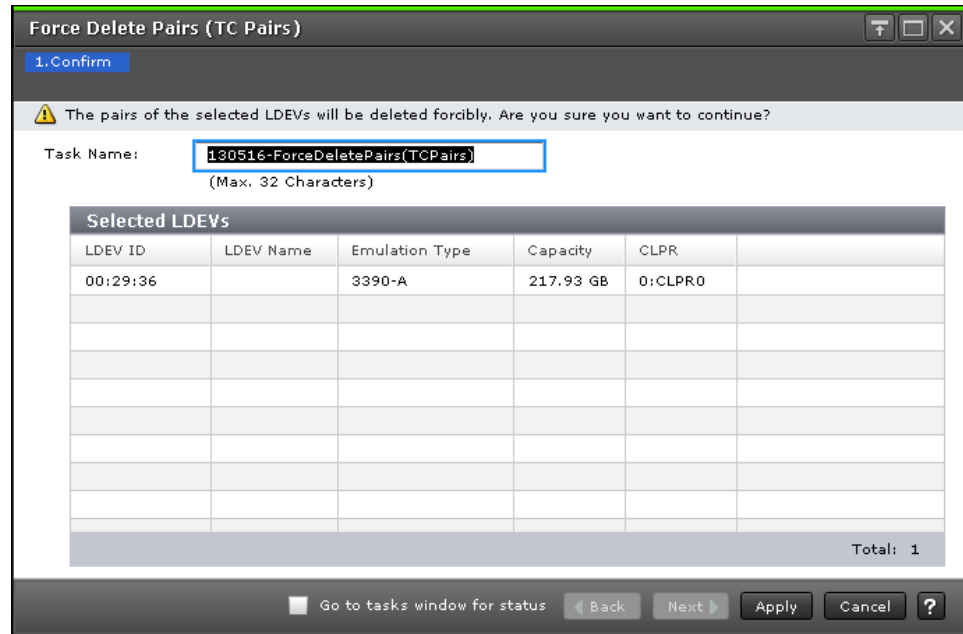 Force Delete Pairs (TC Pairs)
1.Confirm
The pairs of the selected LDEVs will be deleted forcibly. Are you sure you want to continue?
Task Name: 130516-ForceDeletePairs(TCPairs)
(Max. 32 Characters)
Selected LDEVs
LDEV ID LDEV Name Emulation Type Capacity CLPR
00:29:36 3390-A 217.93 GB 0:CLPR0
Total: 1
Go to tasks window for status Back Next Apply Cancel ?